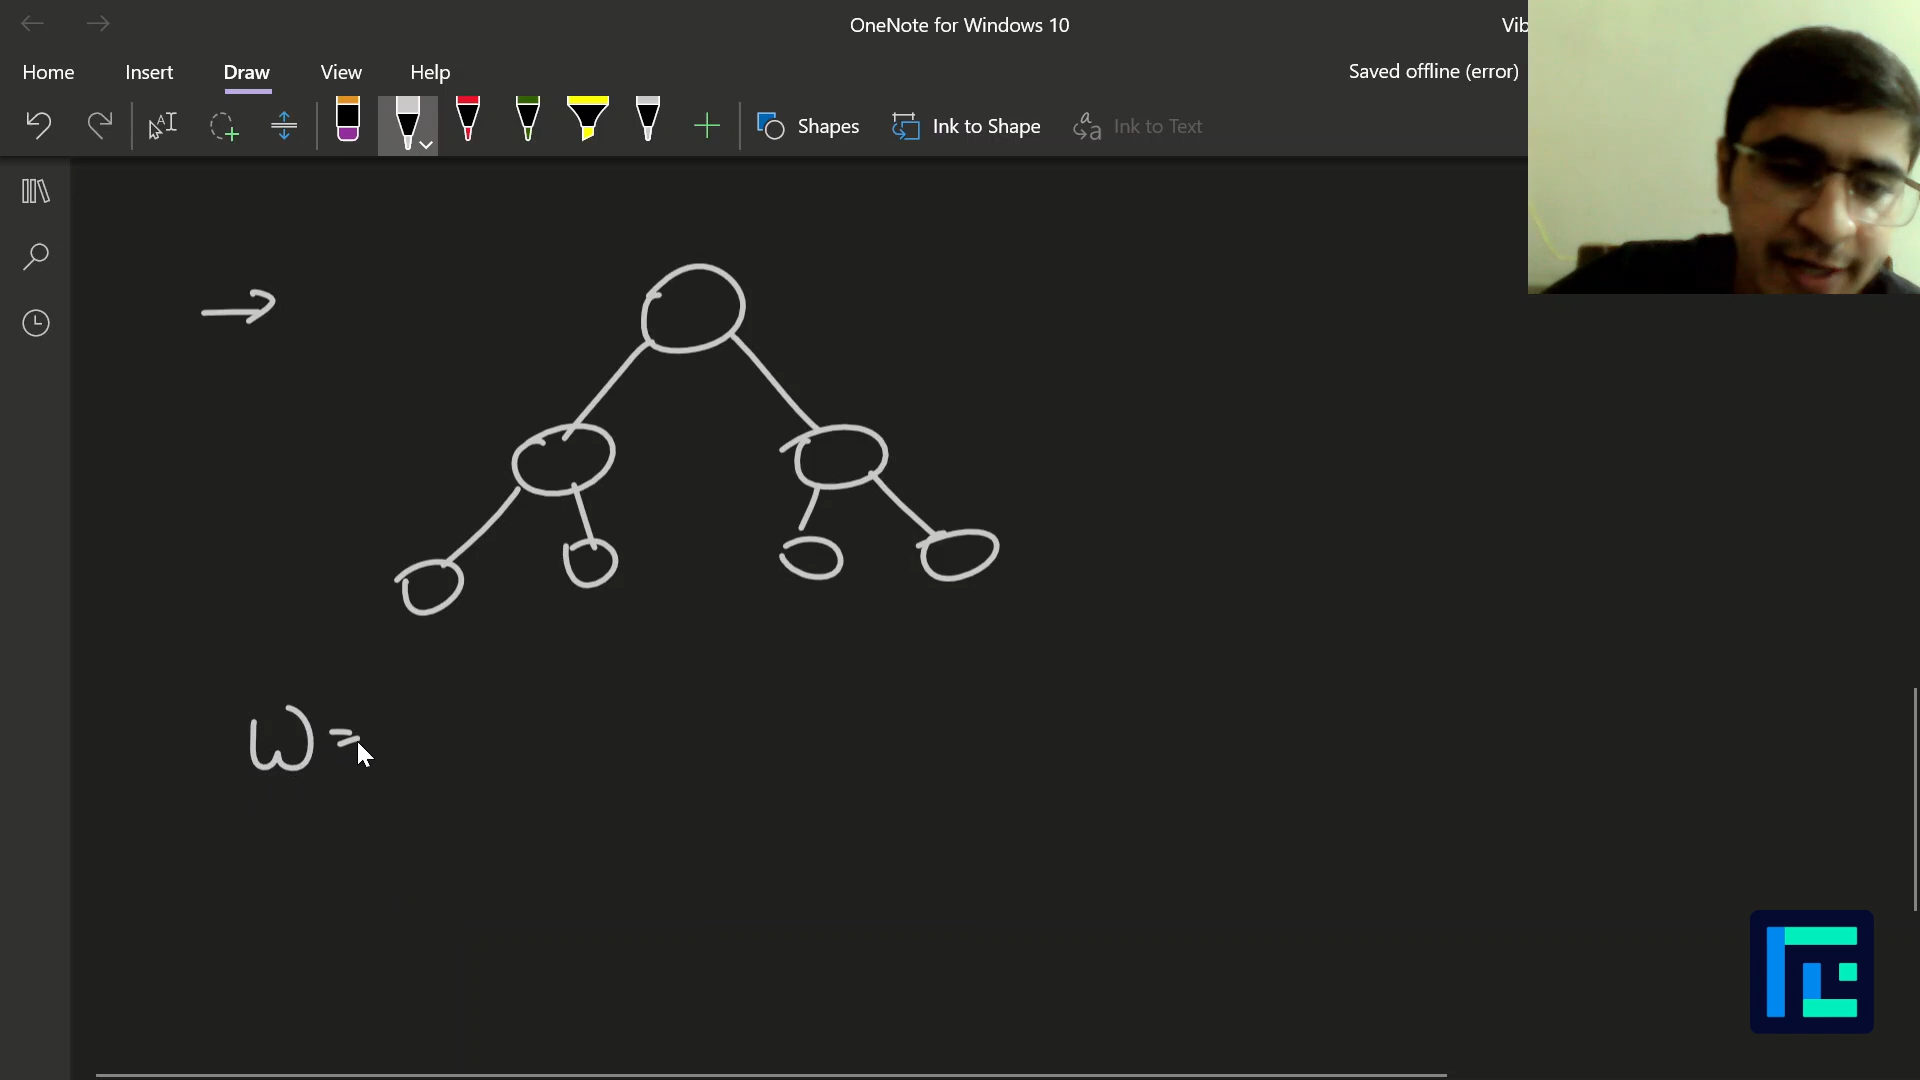 OneNote for Windows 10
Vib
Home Insert Draw View Help
Saved offline (error)
Shapes Ink to Shape Ink to Text
W =